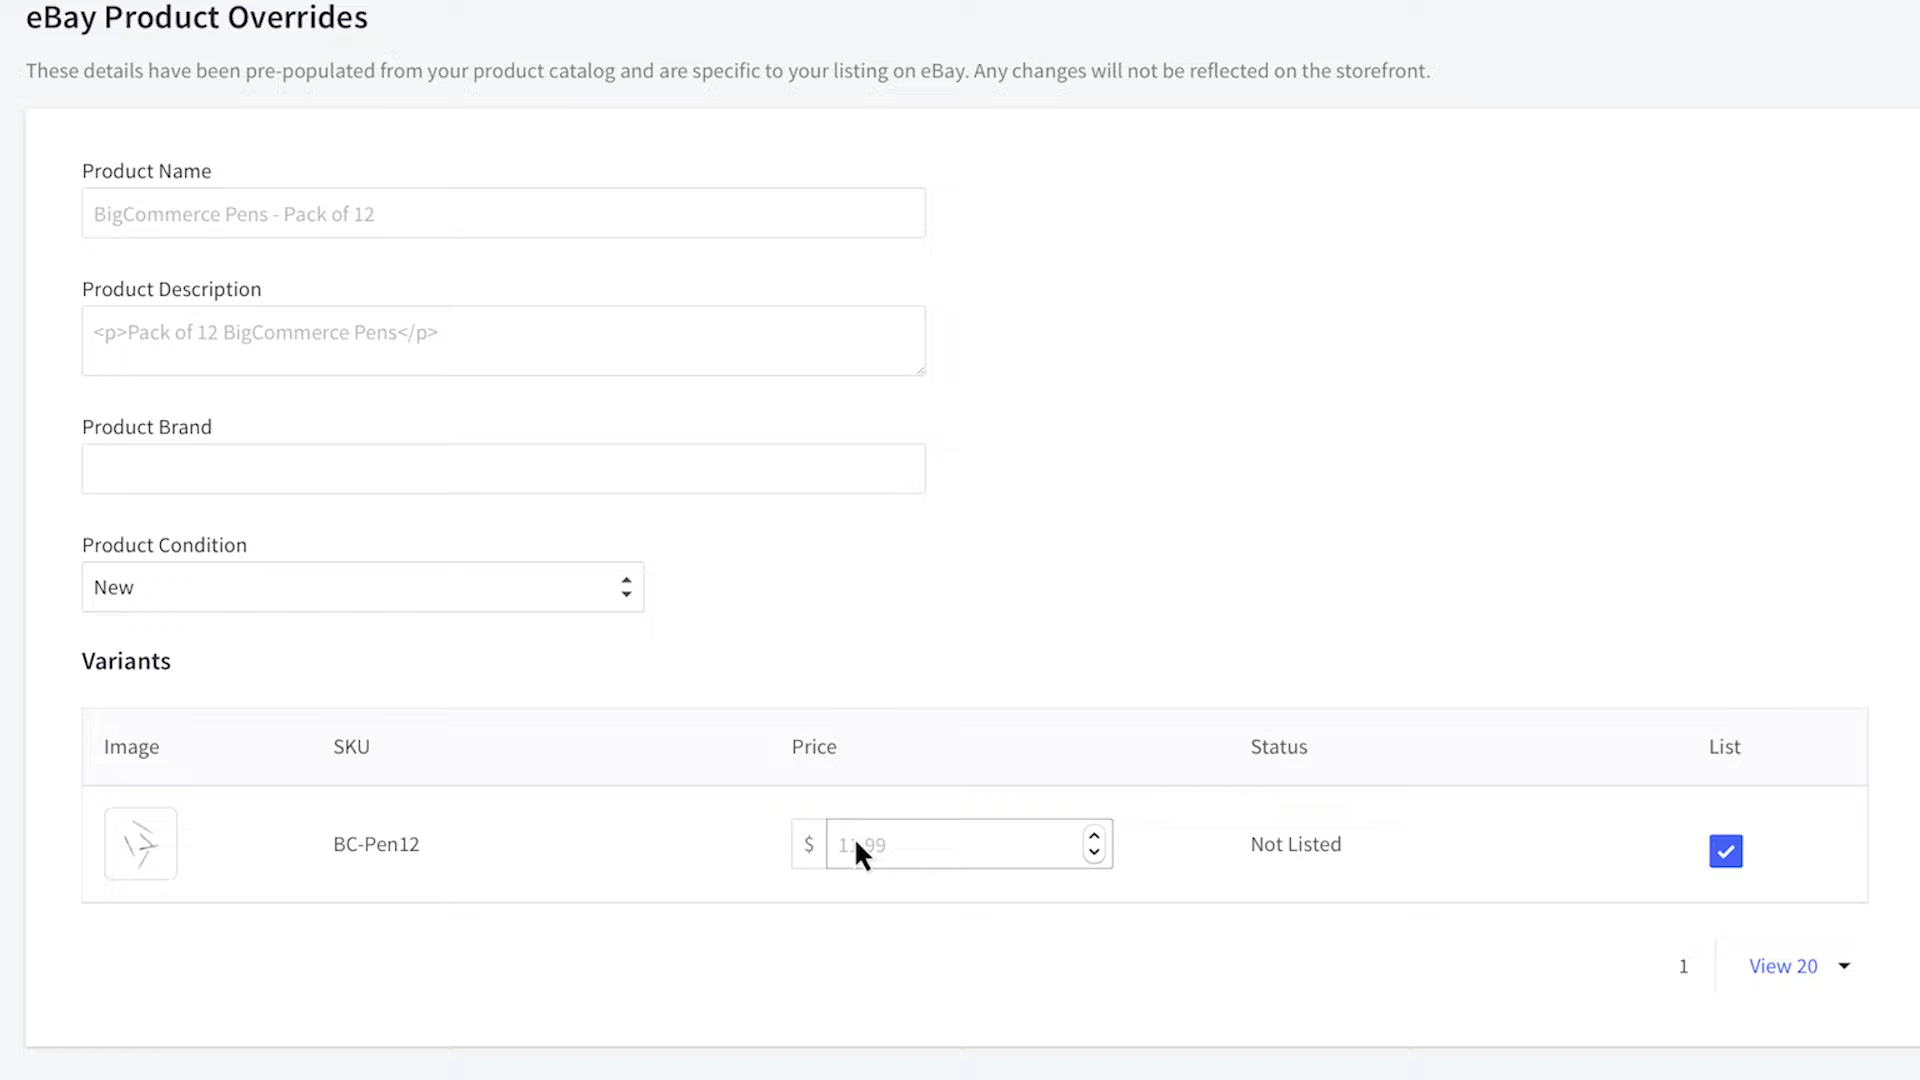 eBay Product Overrides
These details have been pre-populated from your product catalog and are specific to your listing on eBay. Any changes will not be reflected on the storefront.
Product Name
BigCommerce Pens - Pack of 12
Product Description
<p>Pack of 12 BigCommerce Pens</p>
Product Brand
Product Condition
New
Variants
Image SKU Price Status List
BC-Pen12 $ 11.99 Not Listed
1 View 20